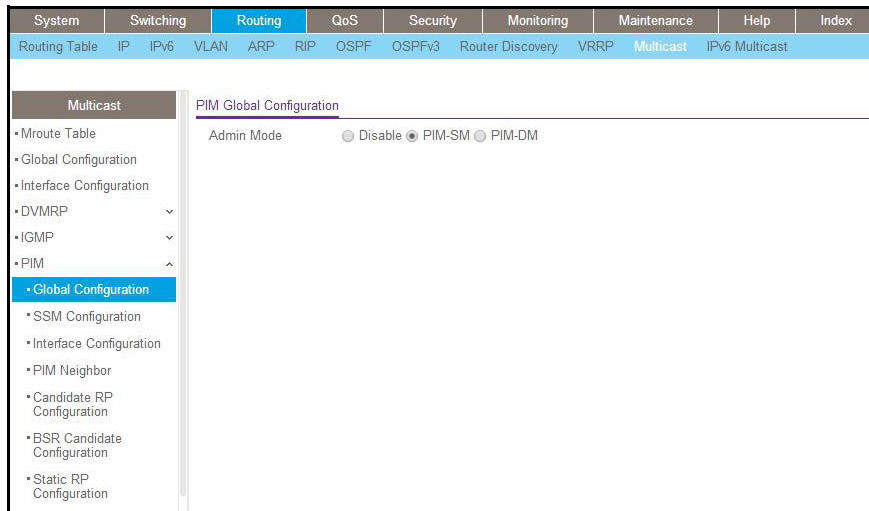 System Switching Routing QoS Security Monitoring Maintenance Help Index
Routing Table IP IPv6 VLAN ARP RIP OSPF OSPFv3 Router Discovery VRRP Multicast IPv6 Multicast
Multicast
• Mroute Table
• Global Configuration
• Interface Configuration
• DVMRP
• IGMP
• PIM
• Global Configuration
• SSM Configuration
• Interface Configuration
• PIM Neighbor
• Candidate RP
Configuration
• BSR Candidate
Configuration
• Static RP
Configuration
PIM Global Configuration
Admin Mode Disable PIM-SM PIM-DM